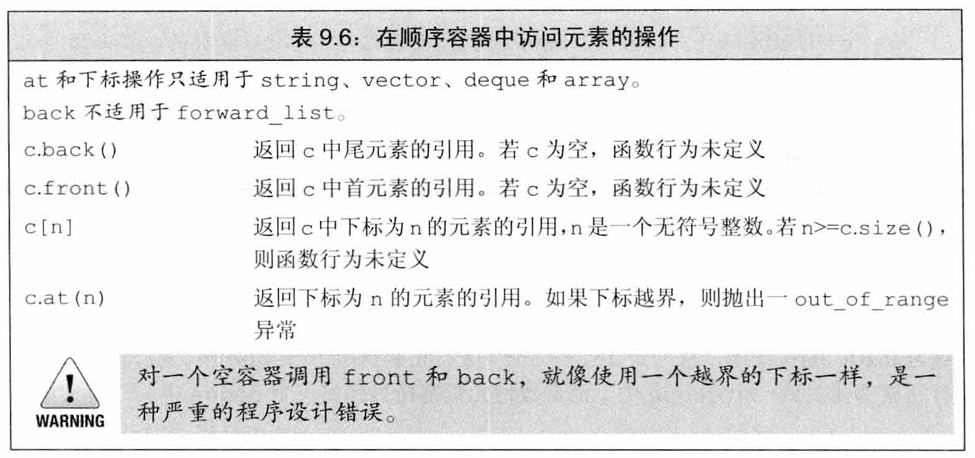 表 9.6：在顺序容器中访问元素的操作
at 和下标操作只适用于 string、vector、deque 和 array。
back 不适用于 forward_list。
c.back() 返回 c 中尾元素的引用。若 c 为空，函数行为未定义
c.front() 返回 c 中首元素的引用。若 c 为空，函数行为未定义
c[n] 返回 c 中下标为 n 的元素的引用，n 是一个无符号整数。若 n>=c.size()，
则函数行为未定义
c.at(n) 返回下标为 n 的元素的引用。如果下标越界，则抛出一 out_of_range
异常
对一个空容器调用 front 和 back，就像使用一个越界的下标一样，是一
种严重的程序设计错误。
WARNING